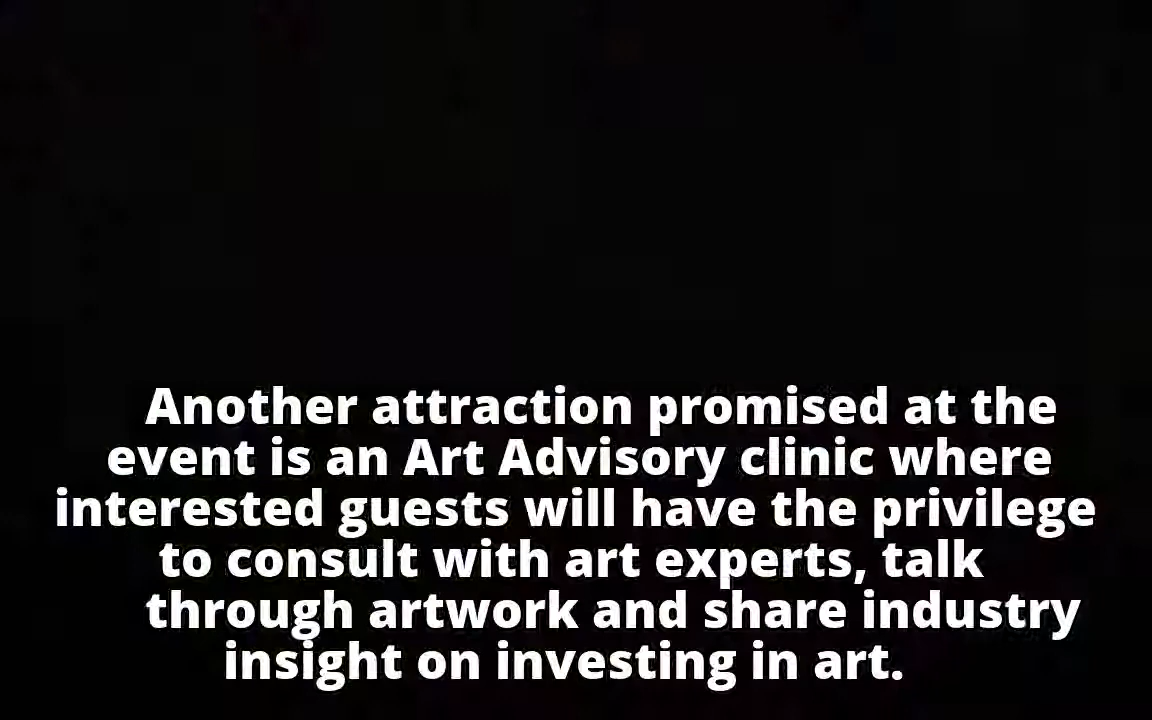 Another attraction promised at the
event is an Art Advisory clinic where
interested guests will have the privilege
to consult with art experts, talk
through artwork and share industry
insight on investing in art.